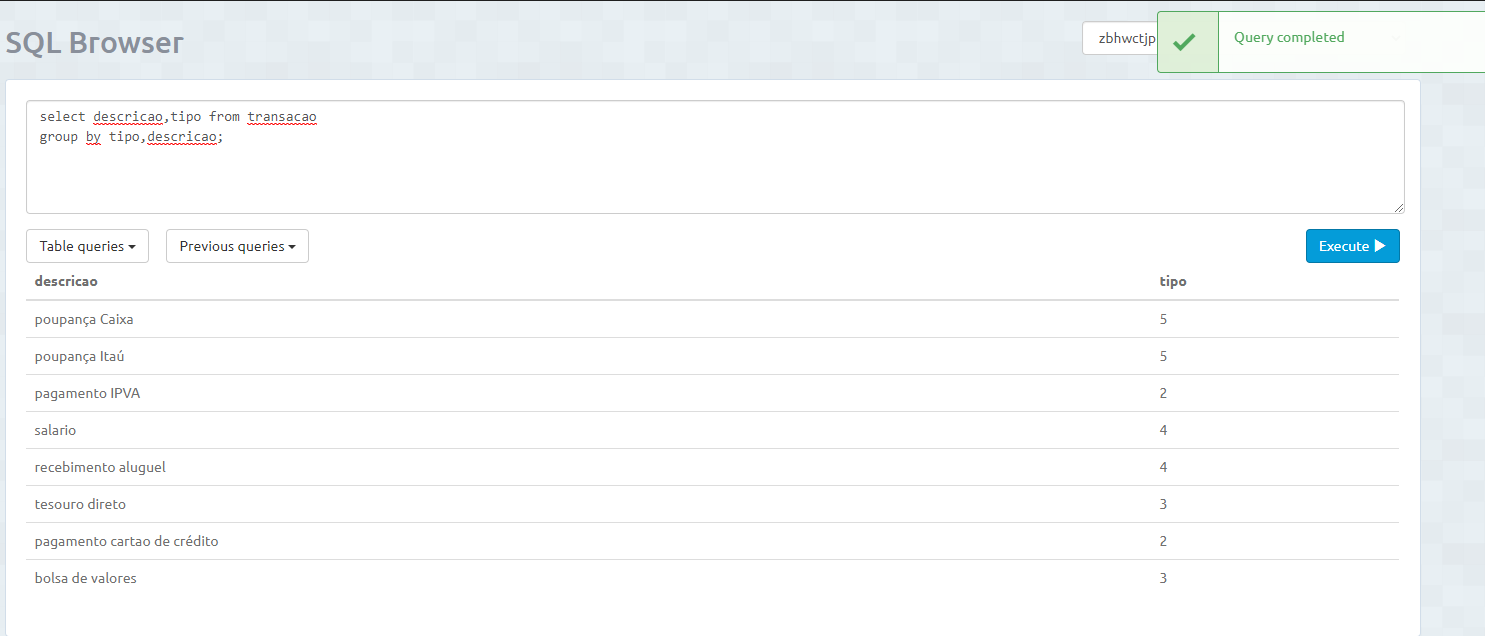 SQL Browser
zbhwctjp
Query completed
select descricao,tipo from transacao
group by tipo,descricao;
Table queries
Previous queries
Execute
descricao tipo
poupança Caixa 5
poupança Itaú 5
pagamento IPVA 2
salario 4
recebimento aluguel 4
tesouro direto 3
pagamento cartao de crédito 2
bolsa de valores 3